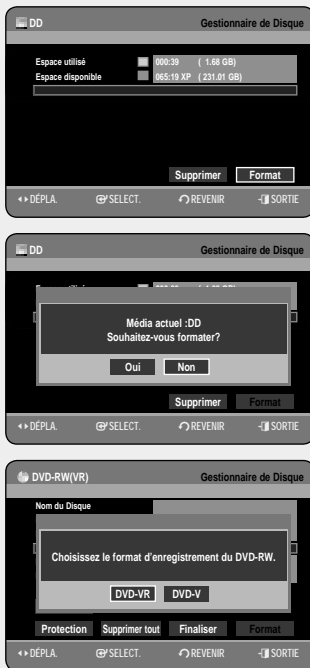 DD Gestionnaire de Disque
Espace utilisé 000:39 ( 1.68 GB)
Espace disponible 065:19 XP ( 231.01 GB)
Supprimer Format
DÉPLA. SELECT. REVENIR SORTIE
DD Gestionnaire de Disque
Média actuel :DD
Souhaitez-vous formater?
Oui Non
Supprimer Format
DÉPLA. SELECT. REVENIR SORTIE
DVD-RW(VR) Gestionnaire de Disque
Nom du Disque
Choisissez le format d'enregistrement du DVD-RW.
DVD-VR DVD-V
Protection Supprimer tout Finaliser Format
DÉPLA. SELECT. REVENIR SORTIE